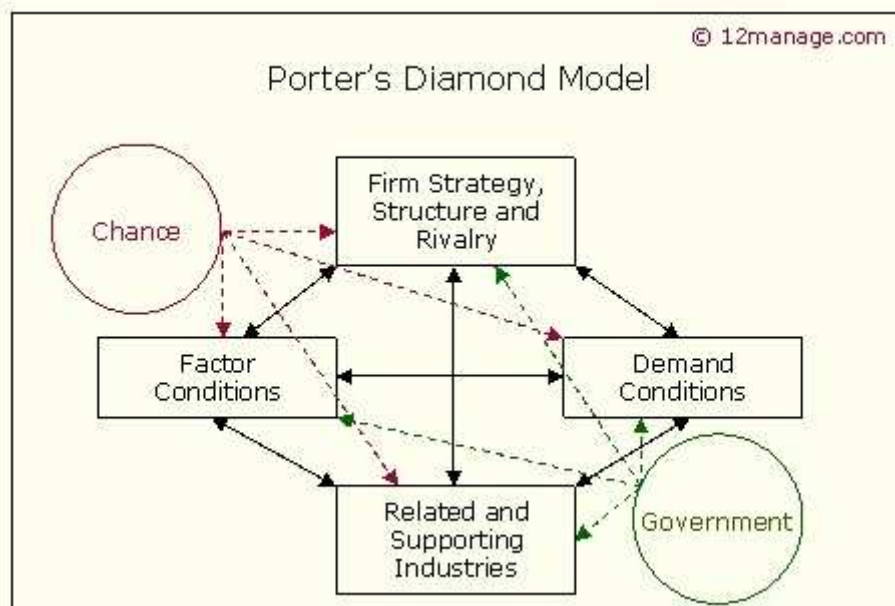 © 12manage.com
Porter's Diamond Model
Firm Strategy,
Structure and
Rivalry
Chance
Factor
Conditions
Demand
Conditions
Related and
Supporting
Industries
Government